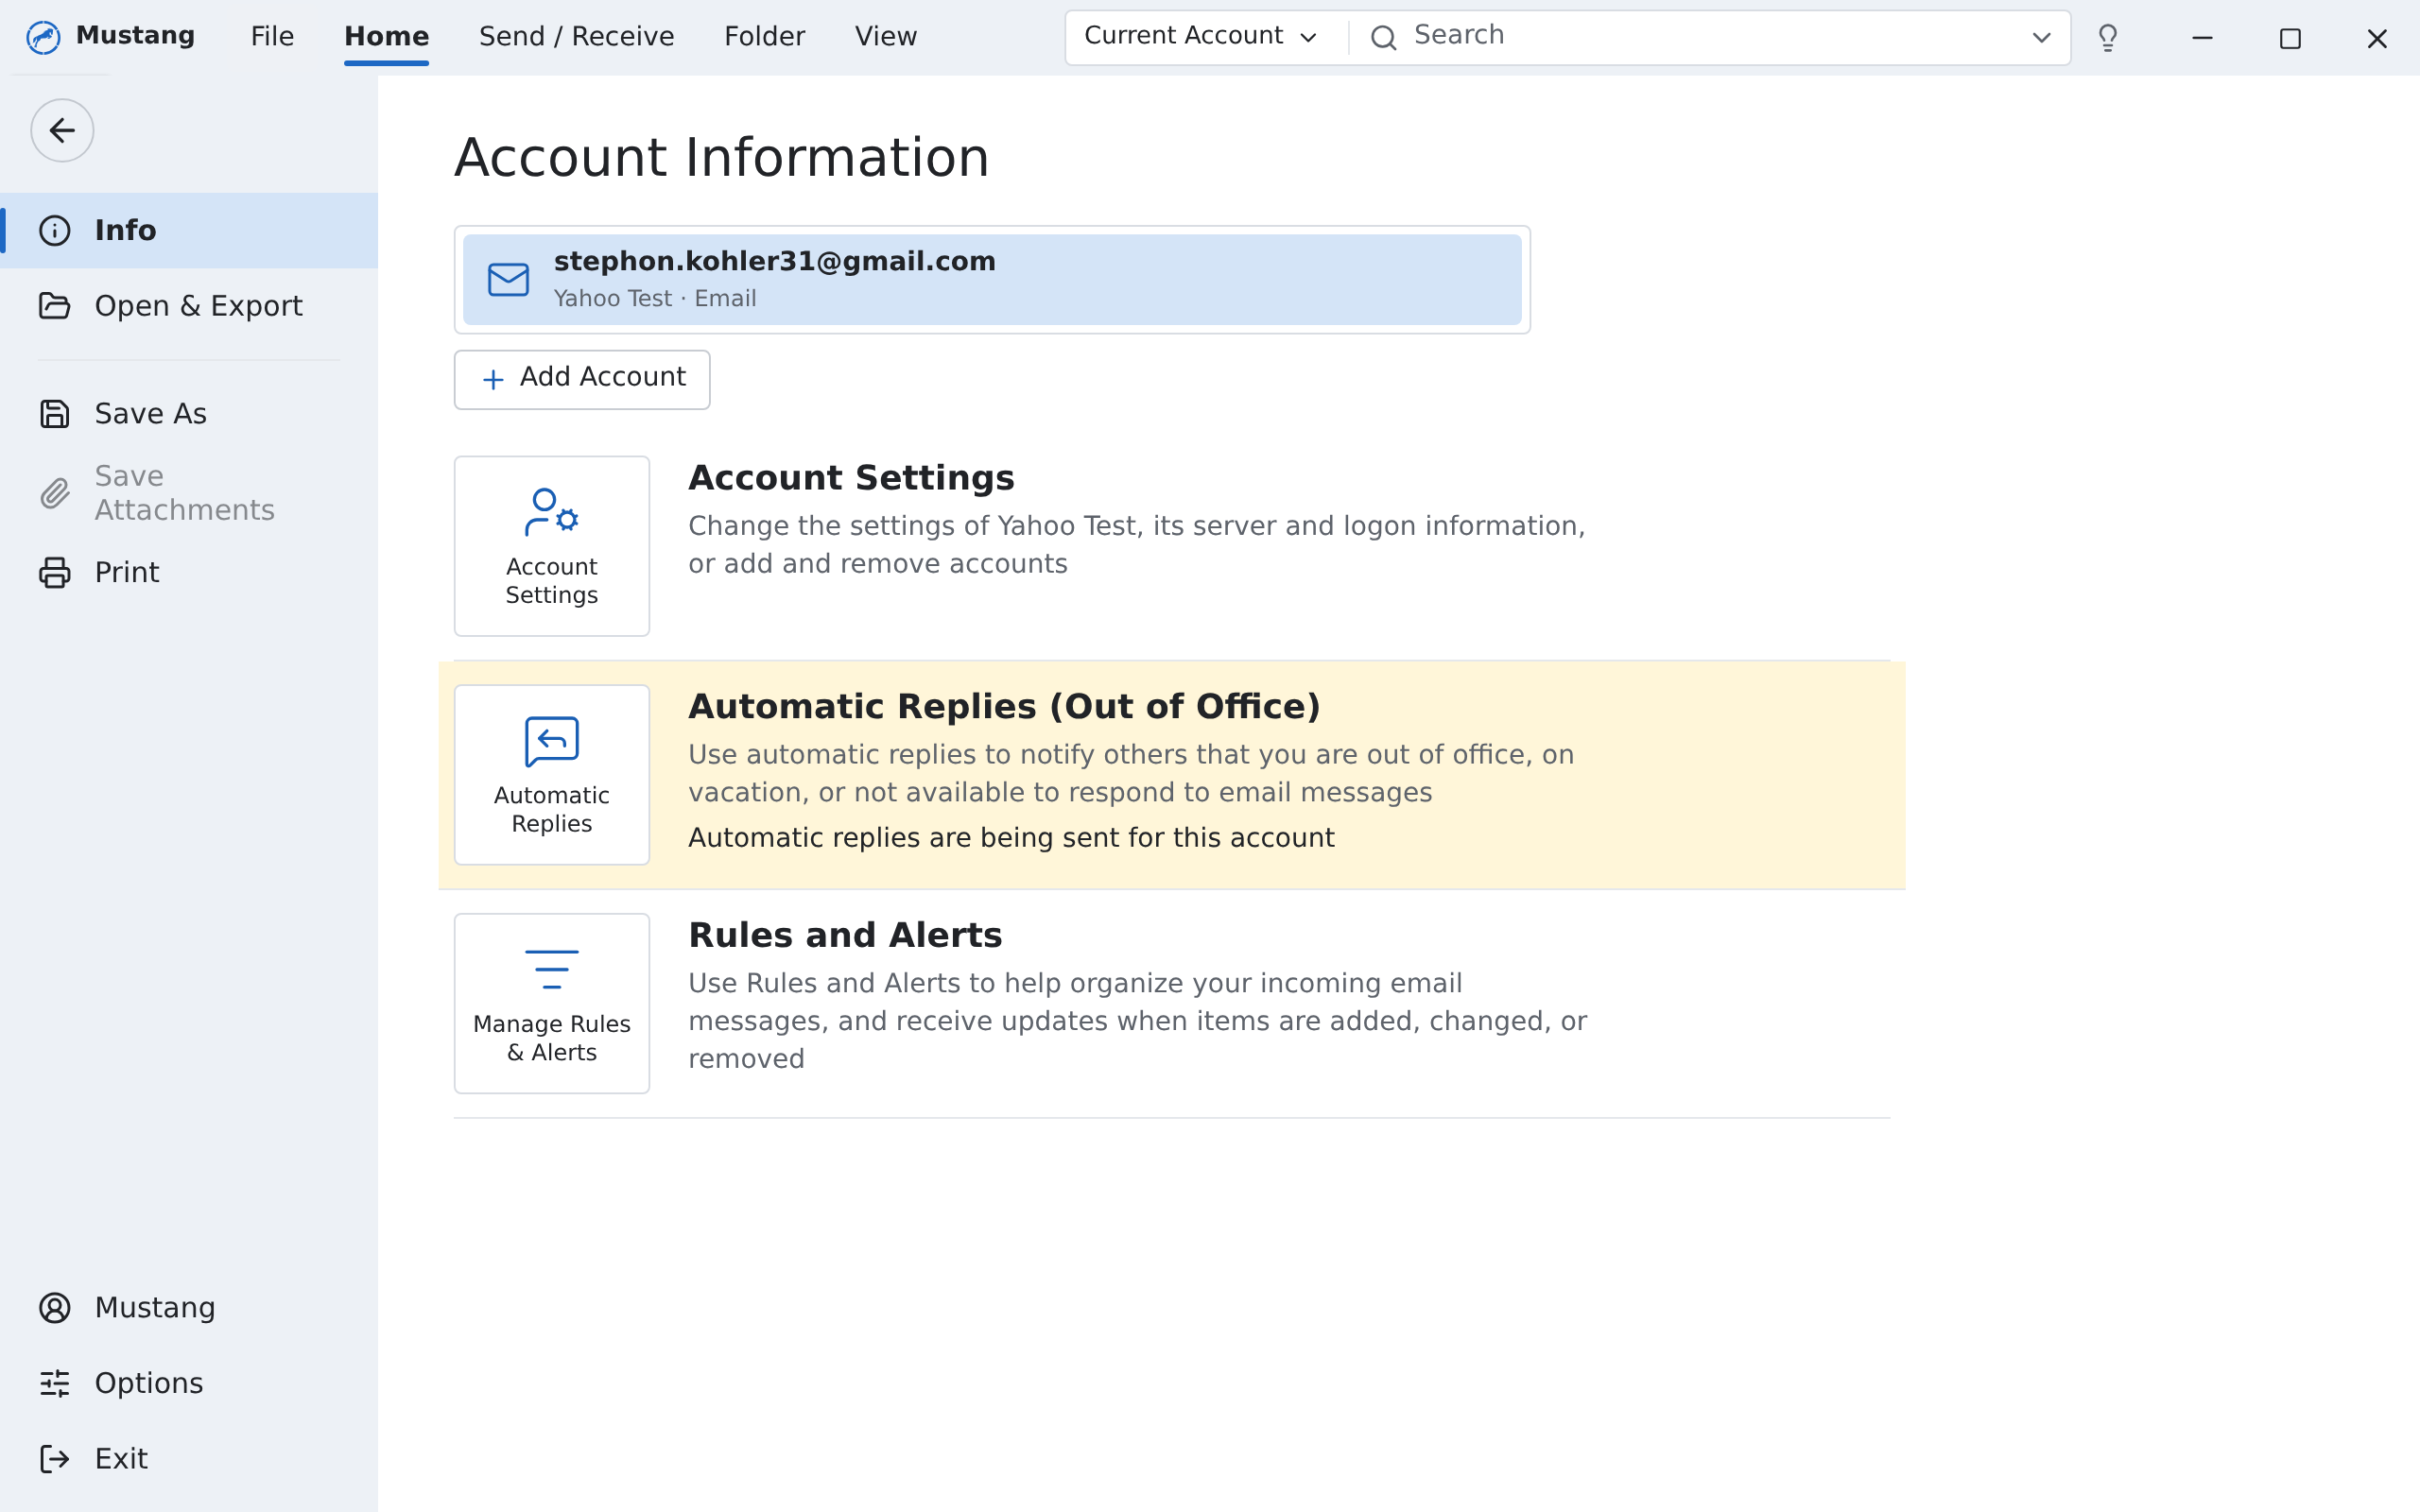 Mustang
File
Home
Send / Receive
Folder
View
Current Account
Search
Info
Open & Export
Save As
Save
Attachments
Print
Mustang
Options
Exit
Account Information
stephon.kohler31@gmail.com
Yahoo Test · Email
Add Account
Account
Settings
Account Settings
Change the settings of Yahoo Test, its server and logon information,
or add and remove accounts
Automatic
Replies
Automatic Replies (Out of Office)
Use automatic replies to notify others that you are out of office, on
vacation, or not available to respond to email messages
Automatic replies are being sent for this account
Manage Rules
& Alerts
Rules and Alerts
Use Rules and Alerts to help organize your incoming email
messages, and receive updates when items are added, changed, or
removed